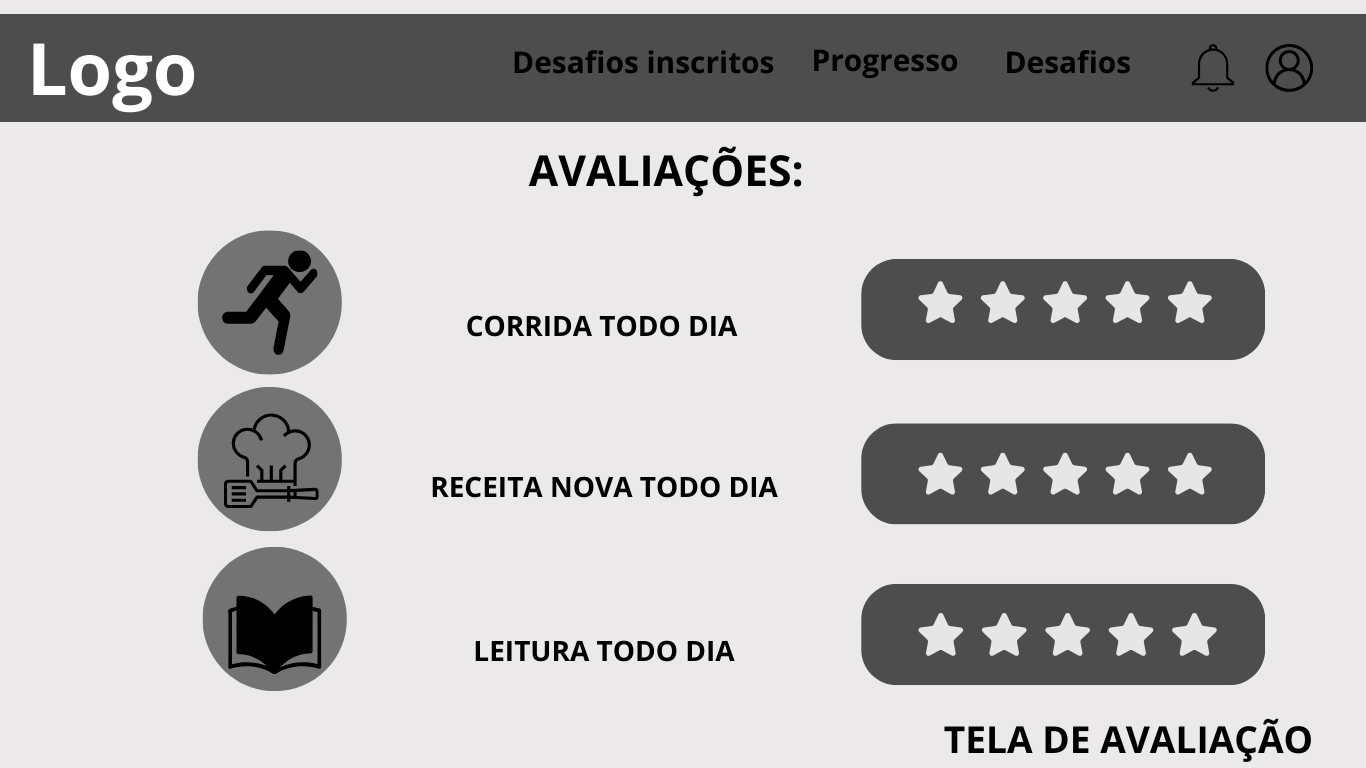 Logo
Desafios inscritos
Progresso
Desafios
AVALIAÇÕES:
CORRIDA TODO DIA
RECEITA NOVA TODO DIA
LEITURA TODO DIA
TELA DE AVALIAÇÃO